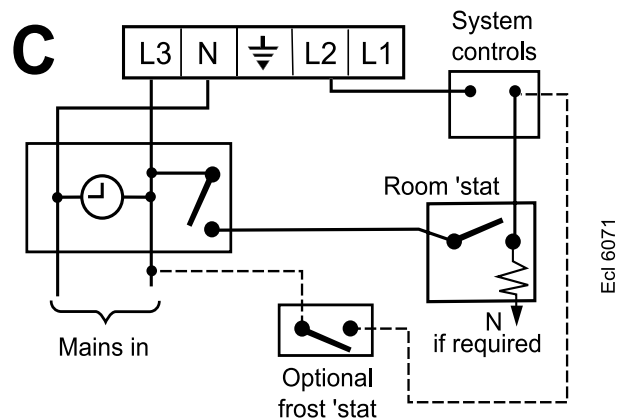 C
L3 N L2 L1
System
controls
Room 'stat
Ecl 6071
Mains in
N
if required
Optional
frost 'stat